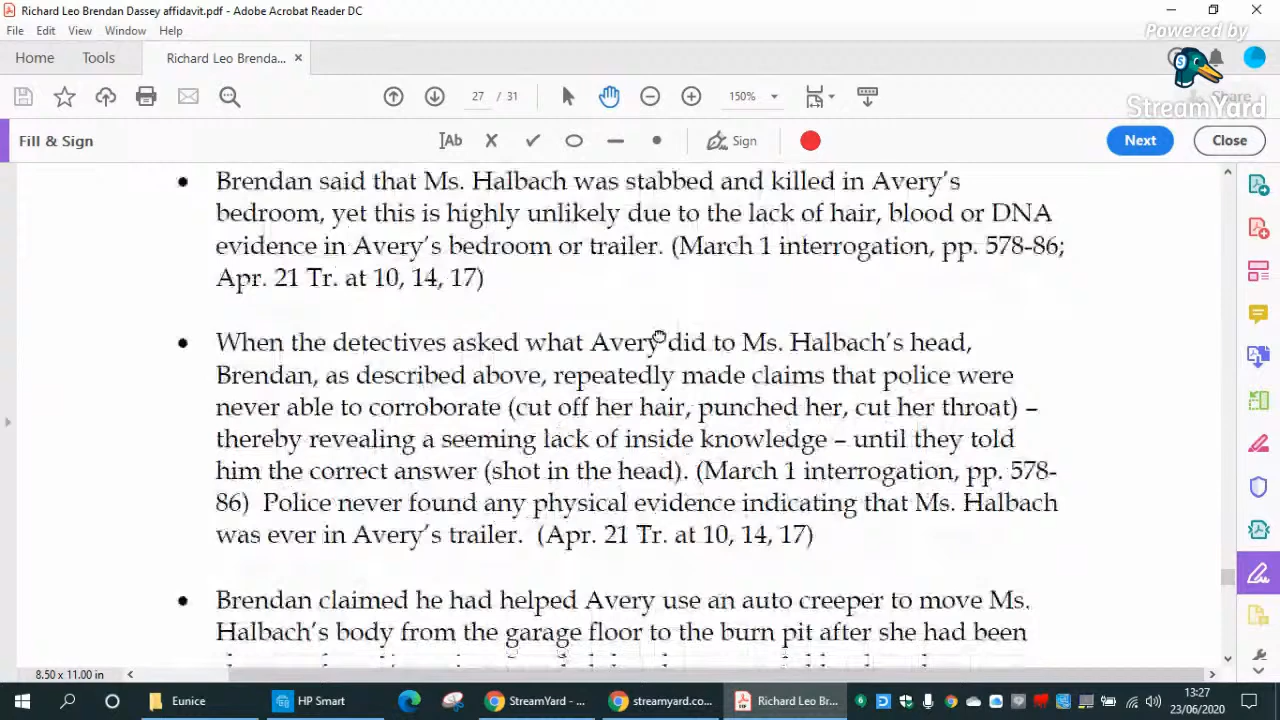 Richard Leo Brendan Dassey affidavit.pdf - Adobe Acrobat Reader DC
File Edit View Window Help
Powered by
StreamYard
Home Tools Richard Leo Brenda... ×
27 / 31 150%
Share
Fill & Sign Ab Sign Next Close
• Brendan said that Ms. Halbach was stabbed and killed in Avery's
bedroom, yet this is highly unlikely due to the lack of hair, blood or DNA
evidence in Avery's bedroom or trailer. (March 1 interrogation, pp. 578-86;
Apr. 21 Tr. at 10, 14, 17)
• When the detectives asked what Avery did to Ms. Halbach's head,
Brendan, as described above, repeatedly made claims that police were
never able to corroborate (cut off her hair, punched her, cut her throat) –
thereby revealing a seeming lack of inside knowledge – until they told
him the correct answer (shot in the head). (March 1 interrogation, pp. 578-
86) Police never found any physical evidence indicating that Ms. Halbach
was ever in Avery's trailer. (Apr. 21 Tr. at 10, 14, 17)
• Brendan claimed he had helped Avery use an auto creeper to move Ms.
Halbach's body from the garage floor to the burn pit after she had been
8.50 x 11.00 in
Eunice HP Smart StreamYard - ... streamyard.co... Richard Leo Br...
13:27
23/06/2020